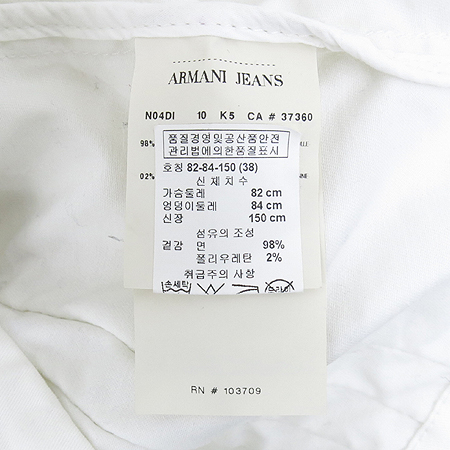 ARMANI JEANS
N04DI 10 K5 CA # 37360
98%
02%
품질경영및공산품안전
관리법에의한품질표시
호칭 82-84-150 (38)
신체치수
가슴둘레 82 cm
엉덩이둘레 84 cm
신장 150 cm
섬유의 조성
겉감 면 98%
폴리우레탄 2%
취급주의 사항
손세탁
RN # 103709